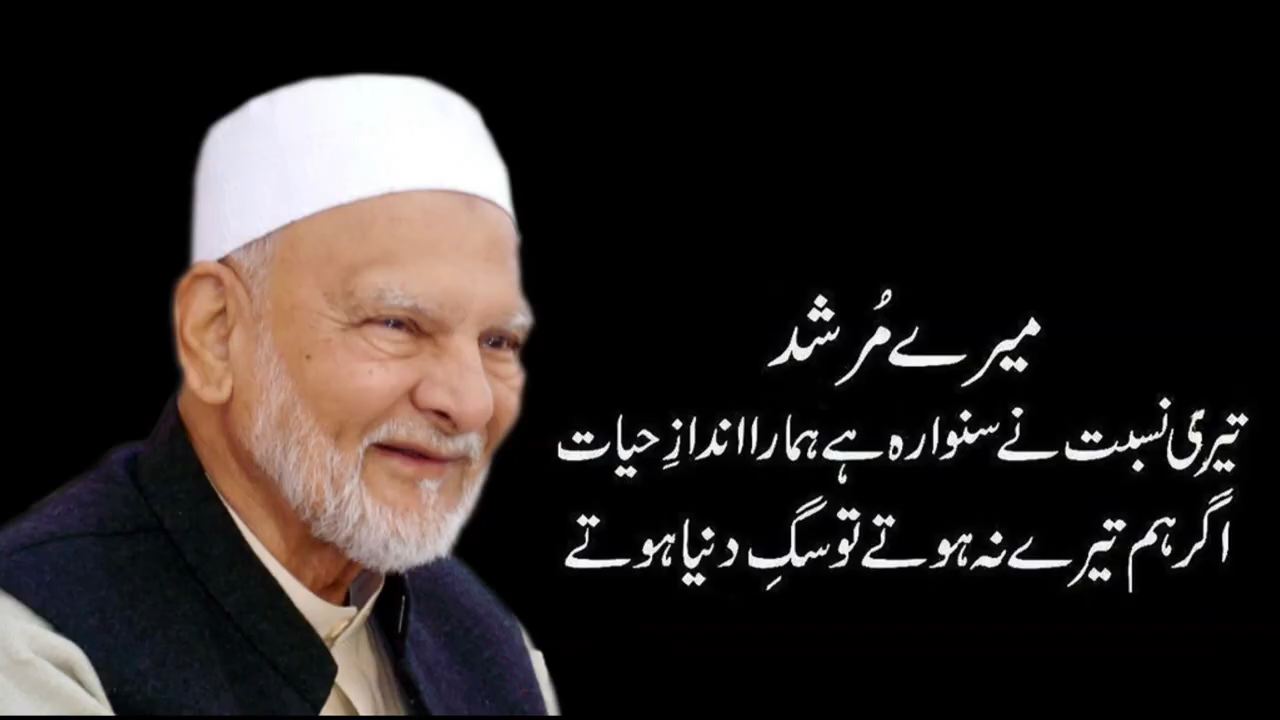 میرے مُرشد
تیری نسبت نے سنوارہ ہے ہمارا اندازِ حیات
اگر ہم تیرے نہ ہوتے تو سگِ دنیا ہوتے